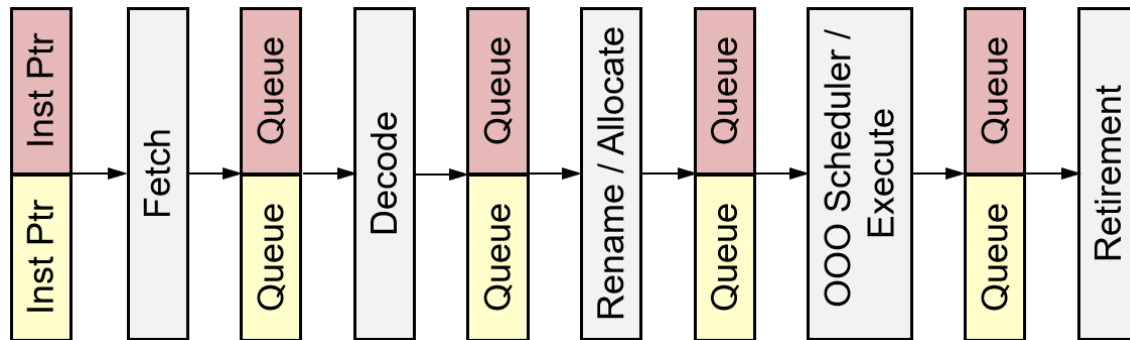 Inst Ptr
Inst Ptr
Fetch
Queue
Queue
Decode
Queue
Queue
Rename / Allocate
Queue
Queue
OOO Scheduler /
Execute
Queue
Queue
Retirement